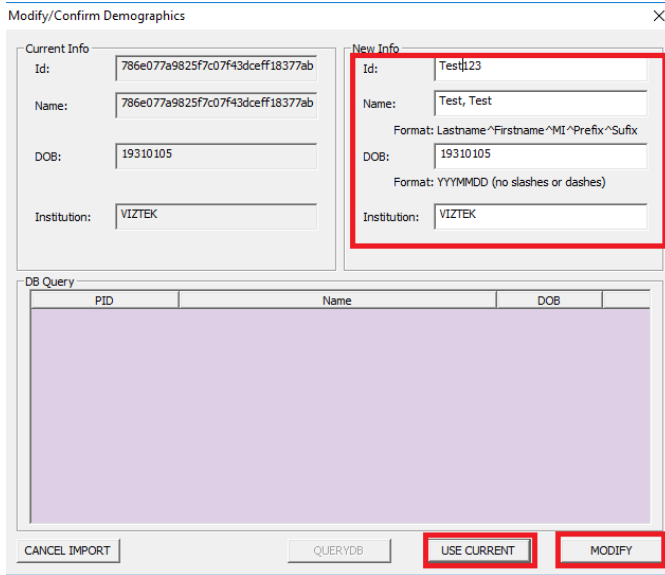 Modify/Confirm Demographics
Current Info
Id: 786e077a9825f7c07f43dceff18377ab
Name: 786e077a9825f7c07f43dceff18377ab
DOB: 19310105
Institution: VIZTEK
New Info
Id: Test123
Name: Test, Test
Format: Lastname^Firstname^MI^Prefix^Sufix
DOB: 19310105
Format: YYYMMDD (no slashes or dashes)
Institution: VIZTEK
DB Query
PID Name DOB
CANCEL IMPORT QUERYDB USE CURRENT MODIFY